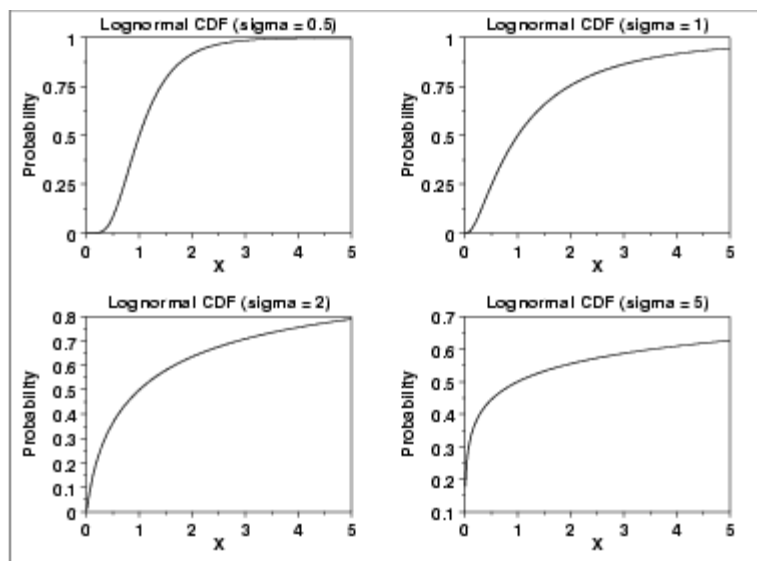 Lognormal CDF (sigma = 0.5)
Probability
1
0.75
0.5
0.25
0
0 1 2 3 4 5
X
Lognormal CDF (sigma = 1)
Probability
1
0.75
0.5
0.25
0
0 1 2 3 4 5
X
Lognormal CDF (sigma = 2)
Probability
0.8
0.7
0.6
0.5
0.4
0.3
0.2
0.1
0
0 1 2 3 4 5
X
Lognormal CDF (sigma = 5)
Probability
0.7
0.6
0.5
0.4
0.3
0.2
0.1
0 1 2 3 4 5
X